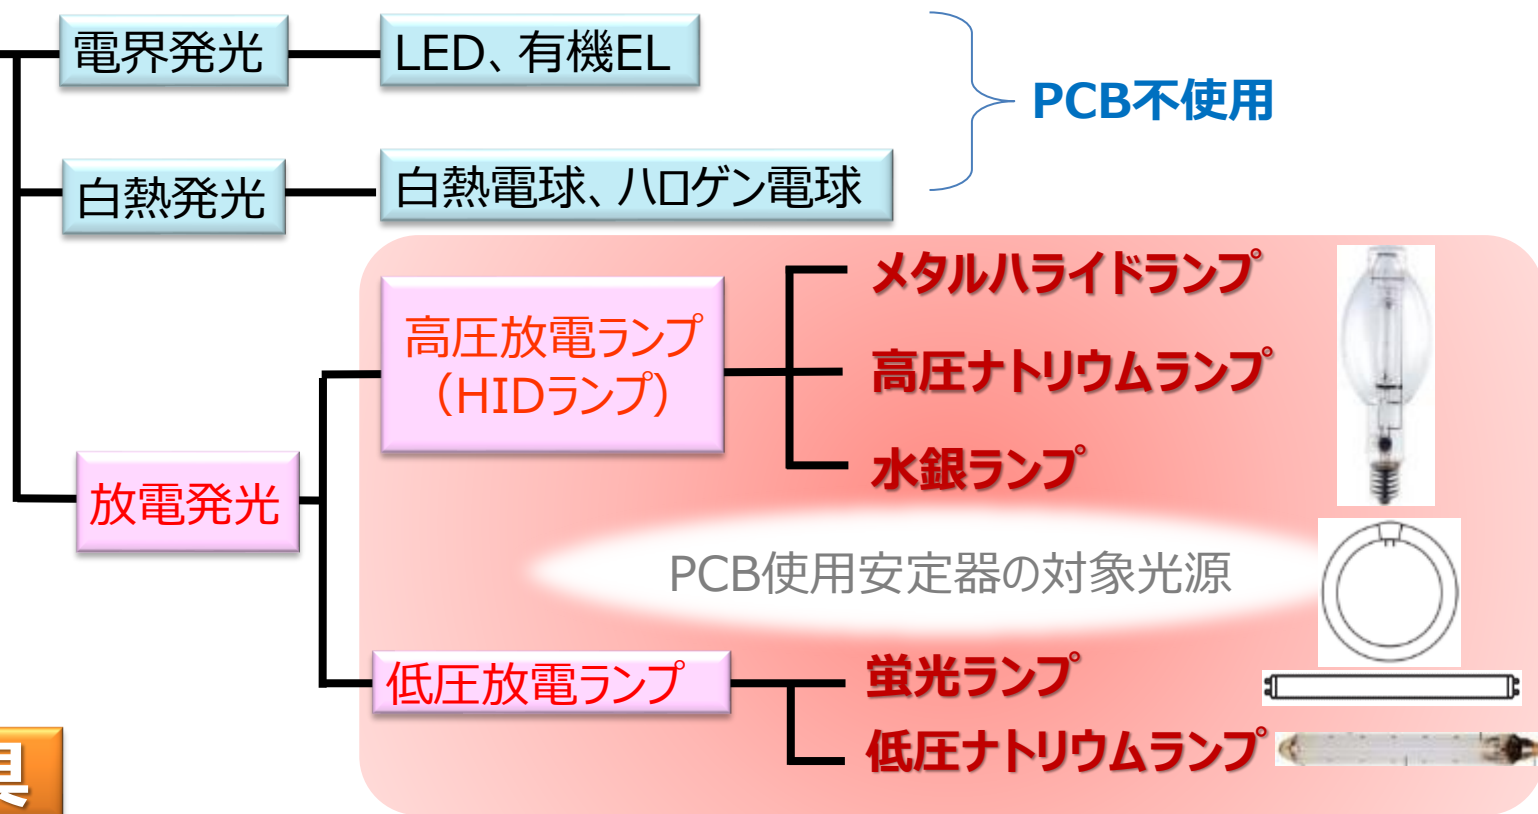 電界発光
LED、有機EL
PCB不使用
白熱発光
白熱電球、ハロゲン電球
メタルハライドランプ
高圧放電ランプ
（HIDランプ）
高圧ナトリウムランプ
水銀ランプ
放電発光
PCB使用安定器の対象光源
低圧放電ランプ
蛍光ランプ
低圧ナトリウムランプ
具